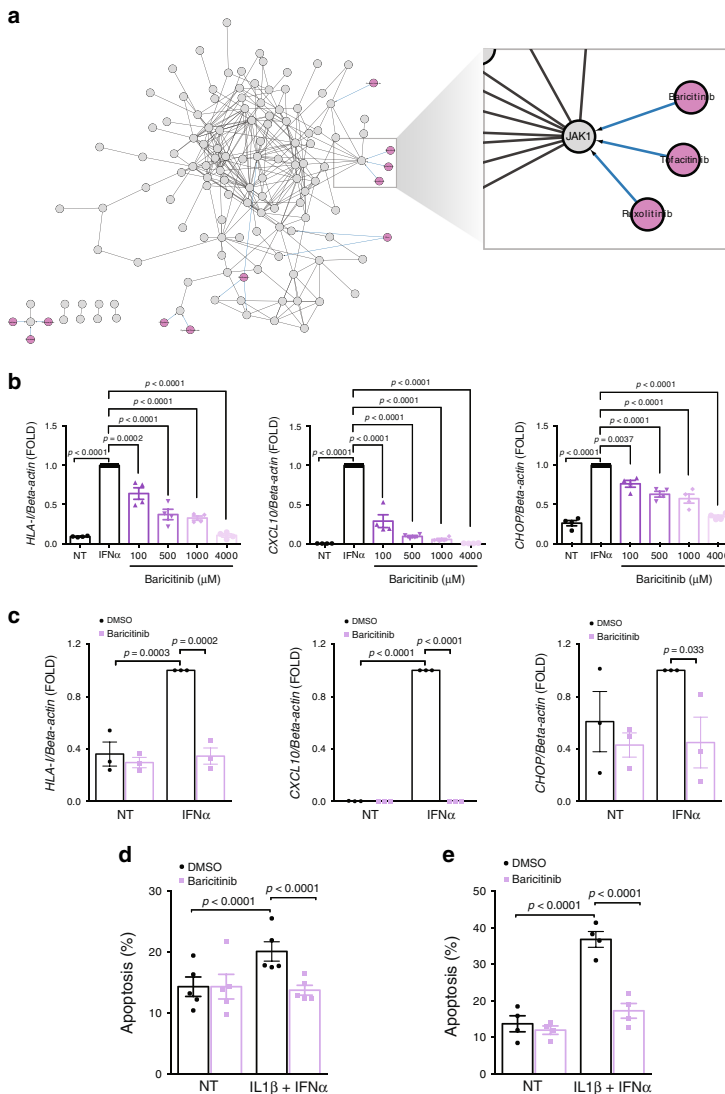 a
JAK1
Baricitinib
Tofacitinib
Ruxolitinib
b
p < 0.0001
p < 0.0001
p < 0.0001
p = 0.0002
p < 0.0001
HLA-I/Beta-actin (FOLD)
1.5
1.0
0.5
0.0
NT
IFNα
100
500
1000
4000
Baricitinib (μM)
p < 0.0001
p < 0.0001
p < 0.0001
p < 0.0001
p < 0.0001
CXCL10/Beta-actin (FOLD)
1.5
1.0
0.5
0.0
NT
IFNα
100
500
1000
4000
Baricitinib (μM)
p < 0.0001
p < 0.0001
p < 0.0001
p = 0.0037
p < 0.0001
CHOP/Beta-actin (FOLD)
1.5
1.0
0.5
0.0
NT
IFNα
100
500
1000
4000
Baricitinib (μM)
c
DMSO
Baricitinib
p = 0.0002
p = 0.0003
HLA-I/Beta-actin (FOLD)
1.2
0.8
0.4
0.0
NT
IFNα
DMSO
Baricitinib
p < 0.0001
p < 0.0001
CXCL10/Beta-actin (FOLD)
1.2
0.8
0.4
0.0
NT
IFNα
DMSO
Baricitinib
p = 0.033
CHOP/Beta-actin (FOLD)
1.2
0.8
0.4
0.0
NT
IFNα
d
DMSO
Baricitinib
p < 0.0001
p < 0.0001
Apoptosis (%)
30
20
10
0
NT
IL1β + IFNα
e
DMSO
Baricitinib
p < 0.0001
p < 0.0001
Apoptosis (%)
50
40
30
20
10
0
NT
IL1β + IFNα